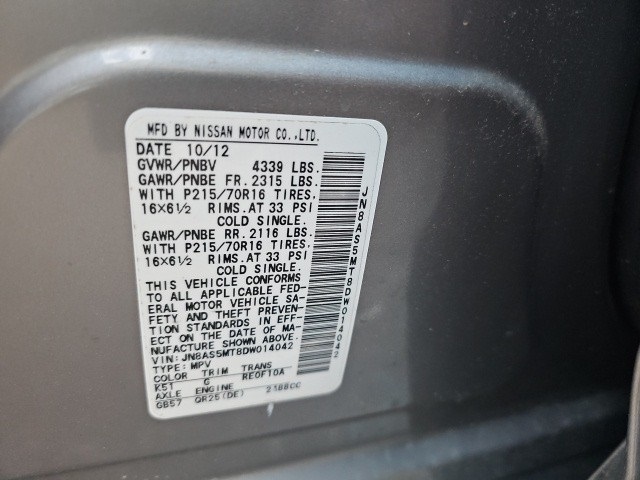 MFD BY NISSAN MOTOR CO.,LTD.
DATE 10/12
GVWR/PNBV 4339 LBS.
GAWR/PNBE FR. 2315 LBS.
WITH P215/70R16 TIRES.
16×6½ RIMS. AT 33 PSI
COLD SINGLE.
GAWR/PNBE RR. 2116 LBS.
WITH P215/70R16 TIRES.
16×6½ RIMS. AT 33 PSI
COLD SINGLE.
THIS VEHICLE CONFORMS
TO ALL APPLICABLE FED-
ERAL MOTOR VEHICLE SA-
FETY AND THEFT PREVEN-
TION STANDARDS IN EFF-
ECT ON THE DATE OF MA-
NUFACTURE SHOWN ABOVE.
VIN: JN8AS5MT8DW014042
TYPE: MPV
COLOR TRIM TRANS
K51 G RE0F10A
AXLE ENGINE
GB57 QR25(DE) 2488CC
JN8AS5MT8DW014042